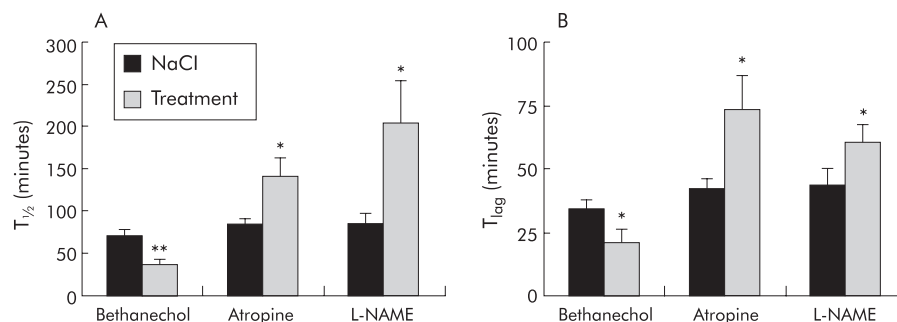 A
T½ (minutes)
300
250
200
150
100
50
0
NaCl
Treatment
**
*
*
Bethanechol
Atropine
L-NAME
B
Tlag (minutes)
100
75
50
25
0
*
*
*
Bethanechol
Atropine
L-NAME